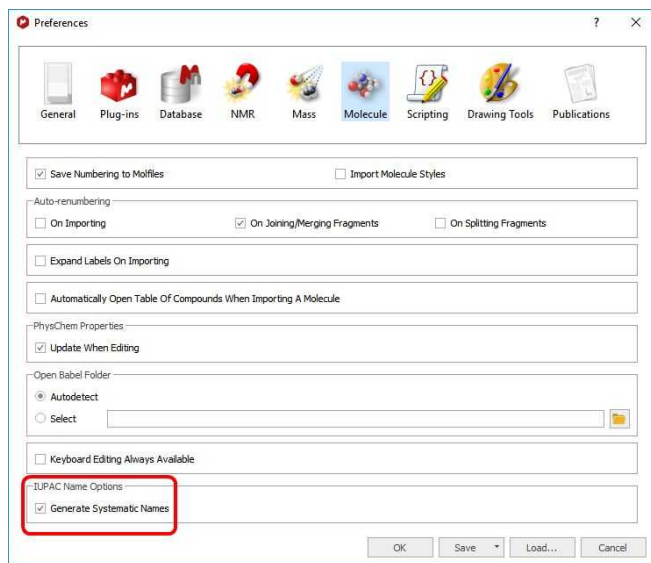 Preferences
General Plug-ins Database NMR Mass Molecule Scripting Drawing Tools Publications
Save Numbering to Molfiles Import Molecule Styles
Auto-renumbering
On Importing On Joining/Merging Fragments On Splitting Fragments
Expand Labels On Importing
Automatically Open Table Of Compounds When Importing A Molecule
PhysChem Properties
Update When Editing
Open Babel Folder
Autodetect
Select
Keyboard Editing Always Available
IUPAC Name Options
Generate Systematic Names
OK Save Load... Cancel